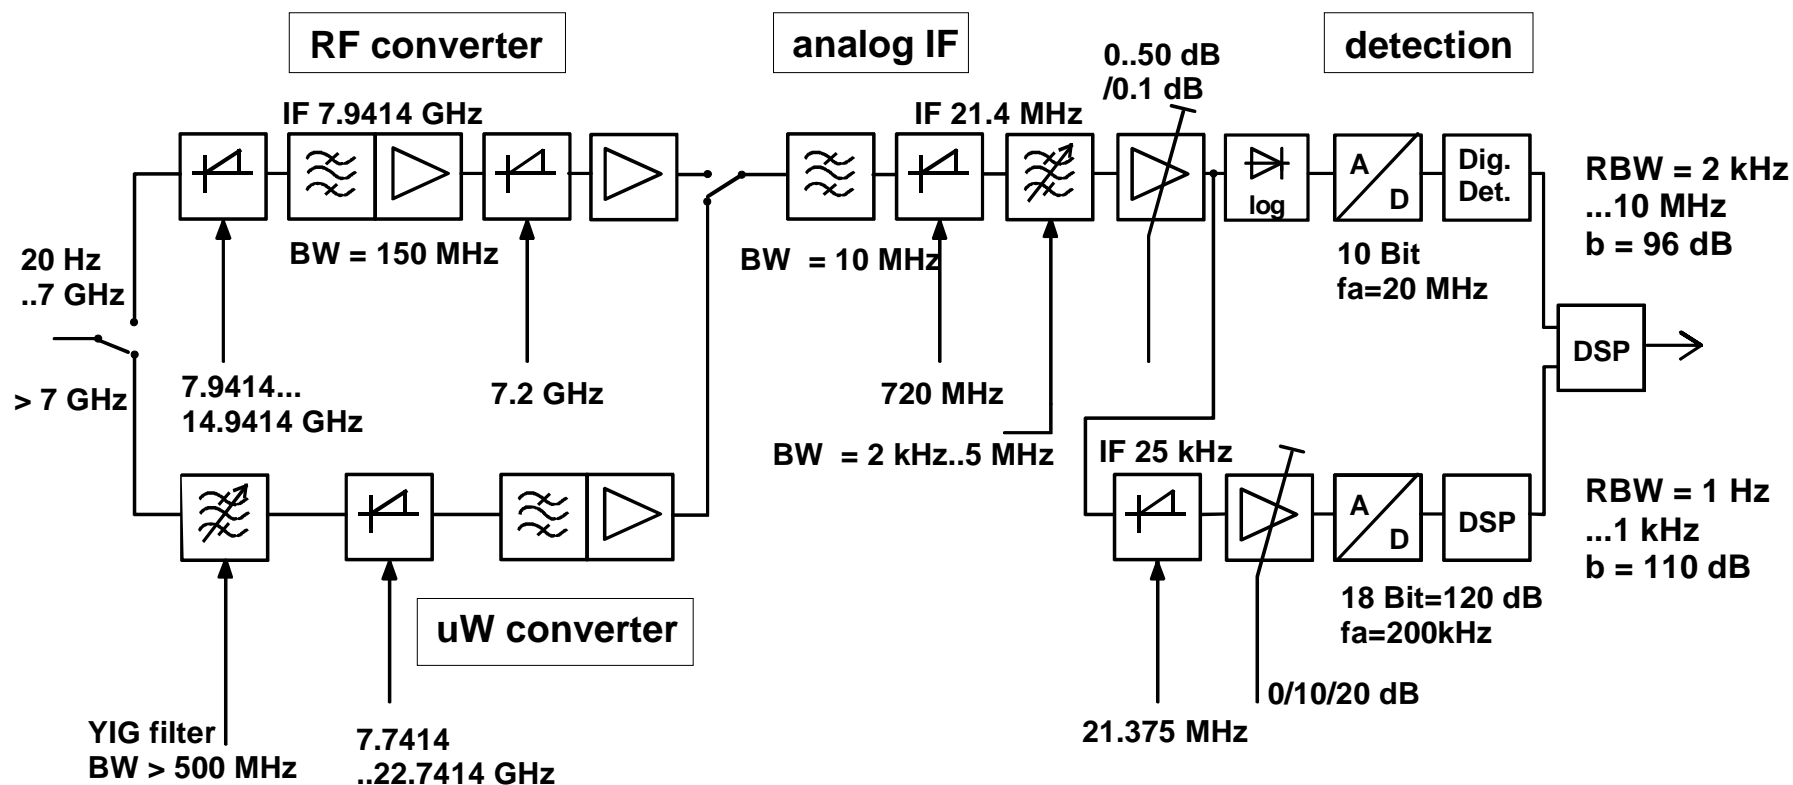 RF converter
analog IF
detection
0..50 dB
/0.1 dB
IF 7.9414 GHz
IF 21.4 MHz
log
A
D
Dig.
Det.
RBW = 2 kHz
...10 MHz
b = 96 dB
20 Hz
..7 GHz
BW = 150 MHz
BW = 10 MHz
10 Bit
fa=20 MHz
DSP
> 7 GHz
7.9414...
14.9414 GHz
7.2 GHz
720 MHz
BW = 2 kHz..5 MHz
IF 25 kHz
A
D
DSP
RBW = 1 Hz
...1 kHz
b = 110 dB
uW converter
18 Bit=120 dB
fa=200kHz
0/10/20 dB
21.375 MHz
YIG filter
BW > 500 MHz
7.7414
..22.7414 GHz